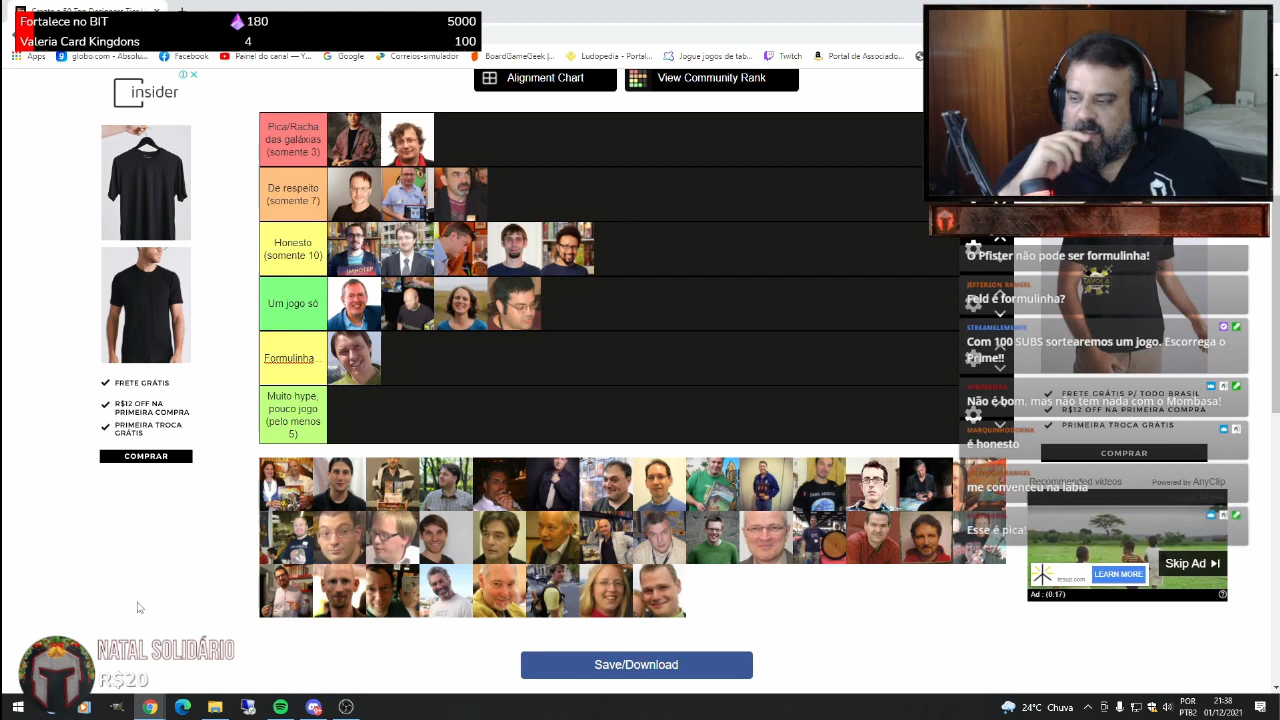 Fortalece no BIT 180 5000
Valeria Card Kingdons 4 100
Apps globo.com - Absolu... Facebook Painel do canal — Y... Google Correios-simulador BoardGameGeek | G... Ludopedia - Portal... Jogue jogos de tab... Twitch Portal de Associado...
insider
Alignment Chart
View Community Rank
Pica/Racha
das galáxias
(somente 3)
De respeito
(somente 7)
Honesto
(somente 10)
Um jogo só
Formulinha...
Muito hype,
pouco jogo
(pelo menos
5)
FRETE GRÁTIS
R$12 OFF NA
PRIMEIRA COMPRA
PRIMEIRA TROCA
GRÁTIS
COMPRAR
O Pfister não pode ser formulinha!
TAVOLA
JEFFERSON RANGEL
Feld é formulinha?
STREAMELEMENTS
Com 100 SUBS sortearemos um jogo. Escorrega o
Prime!!
FRETE GRÁTIS P/ TODO BRASIL
Não é bom, mas não tem nada com o Mombasa!
R$12 OFF NA PRIMEIRA COMPRA
PRIMEIRA TROCA GRÁTIS
é honesto
COMPRAR
Recommended videos Powered by AnyClip
me convenceu na lábia
Esse é pica!
Skip Ad
tesup.com
LEARN MORE
Ad : (0:17)
NATAL SOLIDÁRIO
R$20
Save/Download
24°C Chuva
POR
PTB2
21:38
01/12/2021